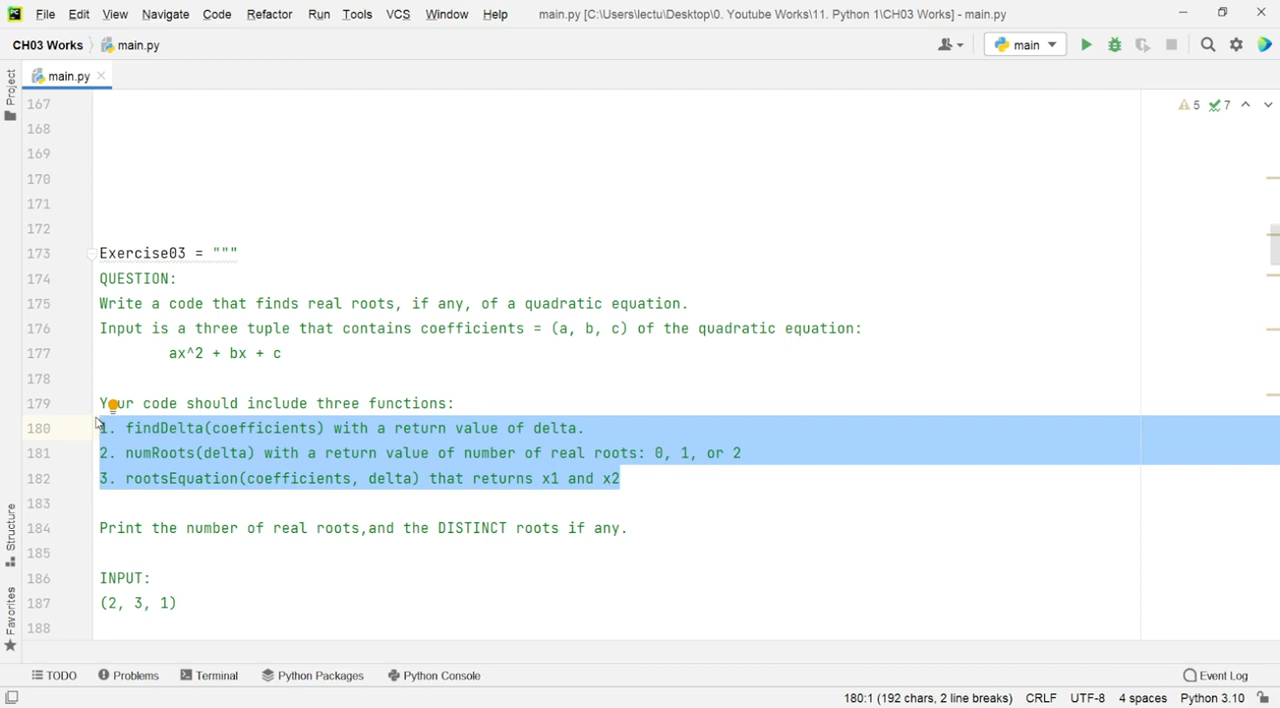 File Edit View Navigate Code Refactor Run Tools VCS Window Help main.py [C:\Users\lectu\Desktop\0. Youtube Works\11. Python 1\CH03 Works] - main.py
CH03 Works main.py main
Project
main.py
5 7
167
168
169
170
171
172
173 Exercise03 = """
174 QUESTION:
175 Write a code that finds real roots, if any, of a quadratic equation.
176 Input is a three tuple that contains coefficients = (a, b, c) of the quadratic equation:
177 ax^2 + bx + c
178
179 Your code should include three functions:
180 1. findDelta(coefficients) with a return value of delta.
181 2. numRoots(delta) with a return value of number of real roots: 0, 1, or 2
182 3. rootsEquation(coefficients, delta) that returns x1 and x2
183
184 Print the number of real roots,and the DISTINCT roots if any.
185
186 INPUT:
187 (2, 3, 1)
188
Structure
Favorites
TODO Problems Terminal Python Packages Python Console Event Log
180:1 (192 chars, 2 line breaks) CRLF UTF-8 4 spaces Python 3.10